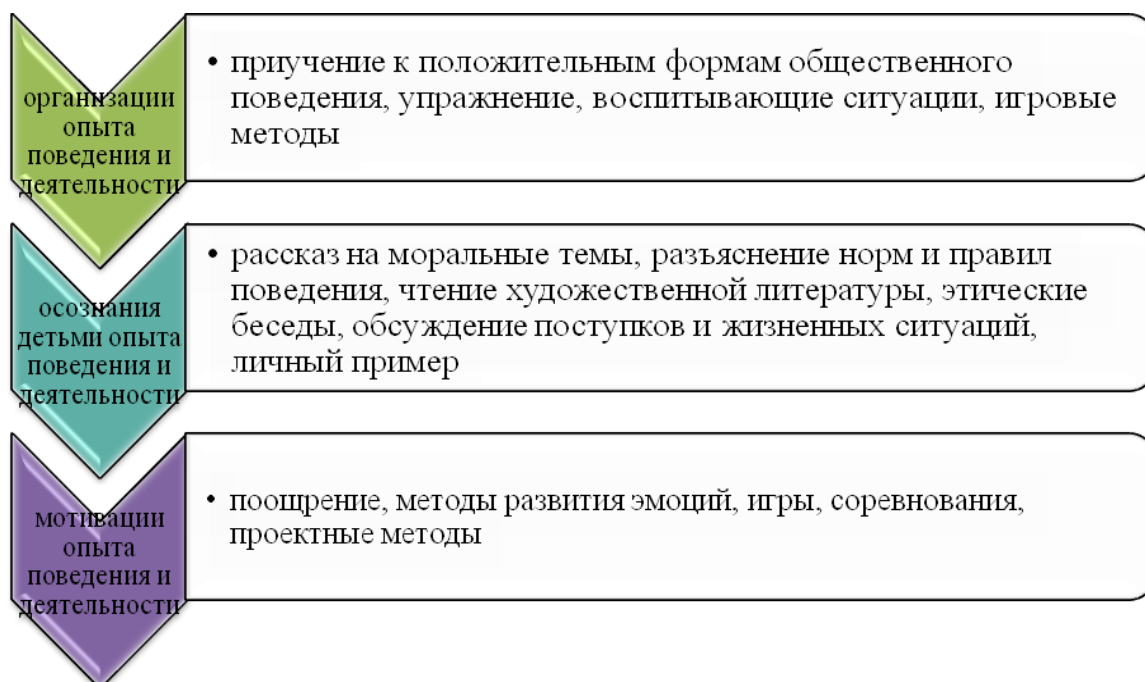 организации
опыта
поведения и
деятельности
• приучение к положительным формам общественного
поведения, упражнение, воспитывающие ситуации, игровые
методы
осознания
детьми опыта
поведения и
деятельности
• рассказ на моральные темы, разъяснение норм и правил
поведения, чтение художественной литературы, этические
беседы, обсуждение поступков и жизненных ситуаций,
личный пример
мотивации
опыта
поведения и
деятельности
• поощрение, методы развития эмоций, игры, соревнования,
проектные методы